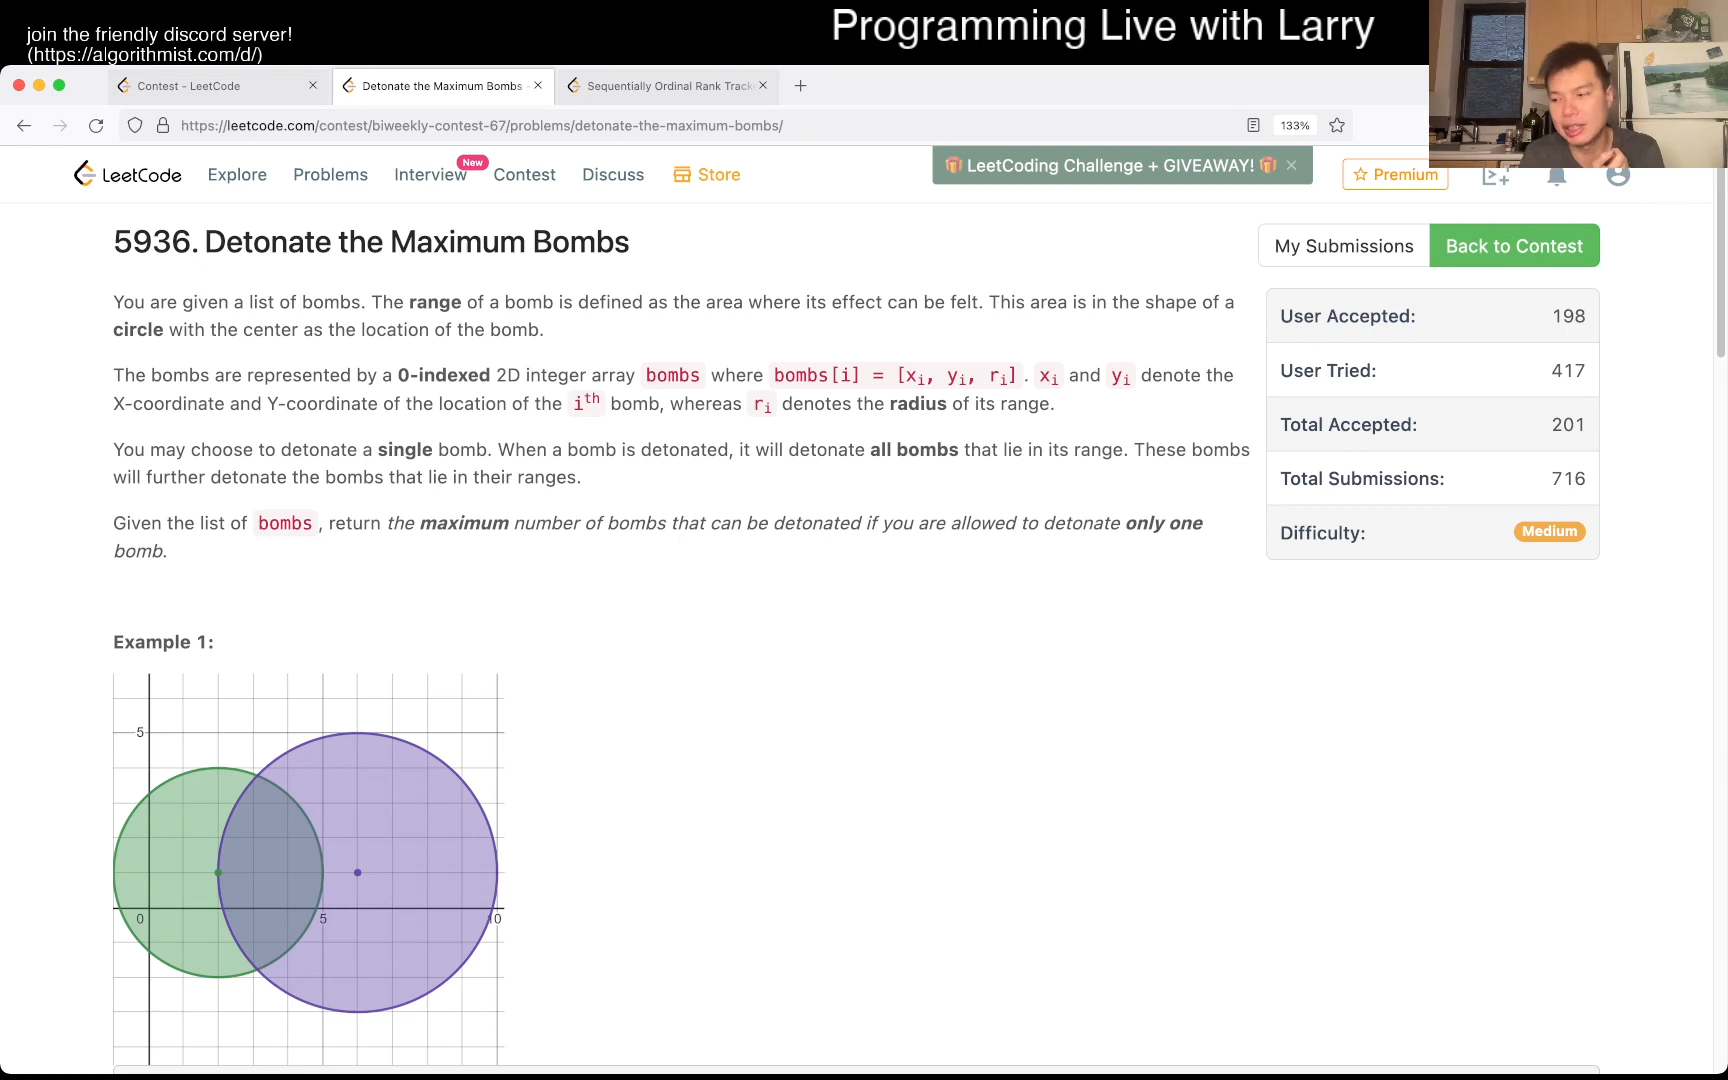 join the friendly discord server!
(https://algorithmist.com/d/)
Programming Live with Larry
Contest - LeetCode
Detonate the Maximum Bombs -
Sequentially Ordinal Rank Track
https://leetcode.com/contest/biweekly-contest-67/problems/detonate-the-maximum-bombs/
133%
LeetCode
Explore
Problems
Interview
New
Contest
Discuss
Store
LeetCoding Challenge + GIVEAWAY!
Premium
5936. Detonate the Maximum Bombs
My Submissions
Back to Contest
You are given a list of bombs. The range of a bomb is defined as the area where its effect can be felt. This area is in the shape of a
circle with the center as the location of the bomb.
The bombs are represented by a 0-indexed 2D integer array bombs where bombs[i] = [xi, yi, ri]. xi and yi denote the
X-coordinate and Y-coordinate of the location of the ith bomb, whereas ri denotes the radius of its range.
You may choose to detonate a single bomb. When a bomb is detonated, it will detonate all bombs that lie in its range. These bombs
will further detonate the bombs that lie in their ranges.
Given the list of bombs, return the maximum number of bombs that can be detonated if you are allowed to detonate only one
bomb.
User Accepted: 198
User Tried: 417
Total Accepted: 201
Total Submissions: 716
Difficulty: Medium
Example 1:
5
0
5
10